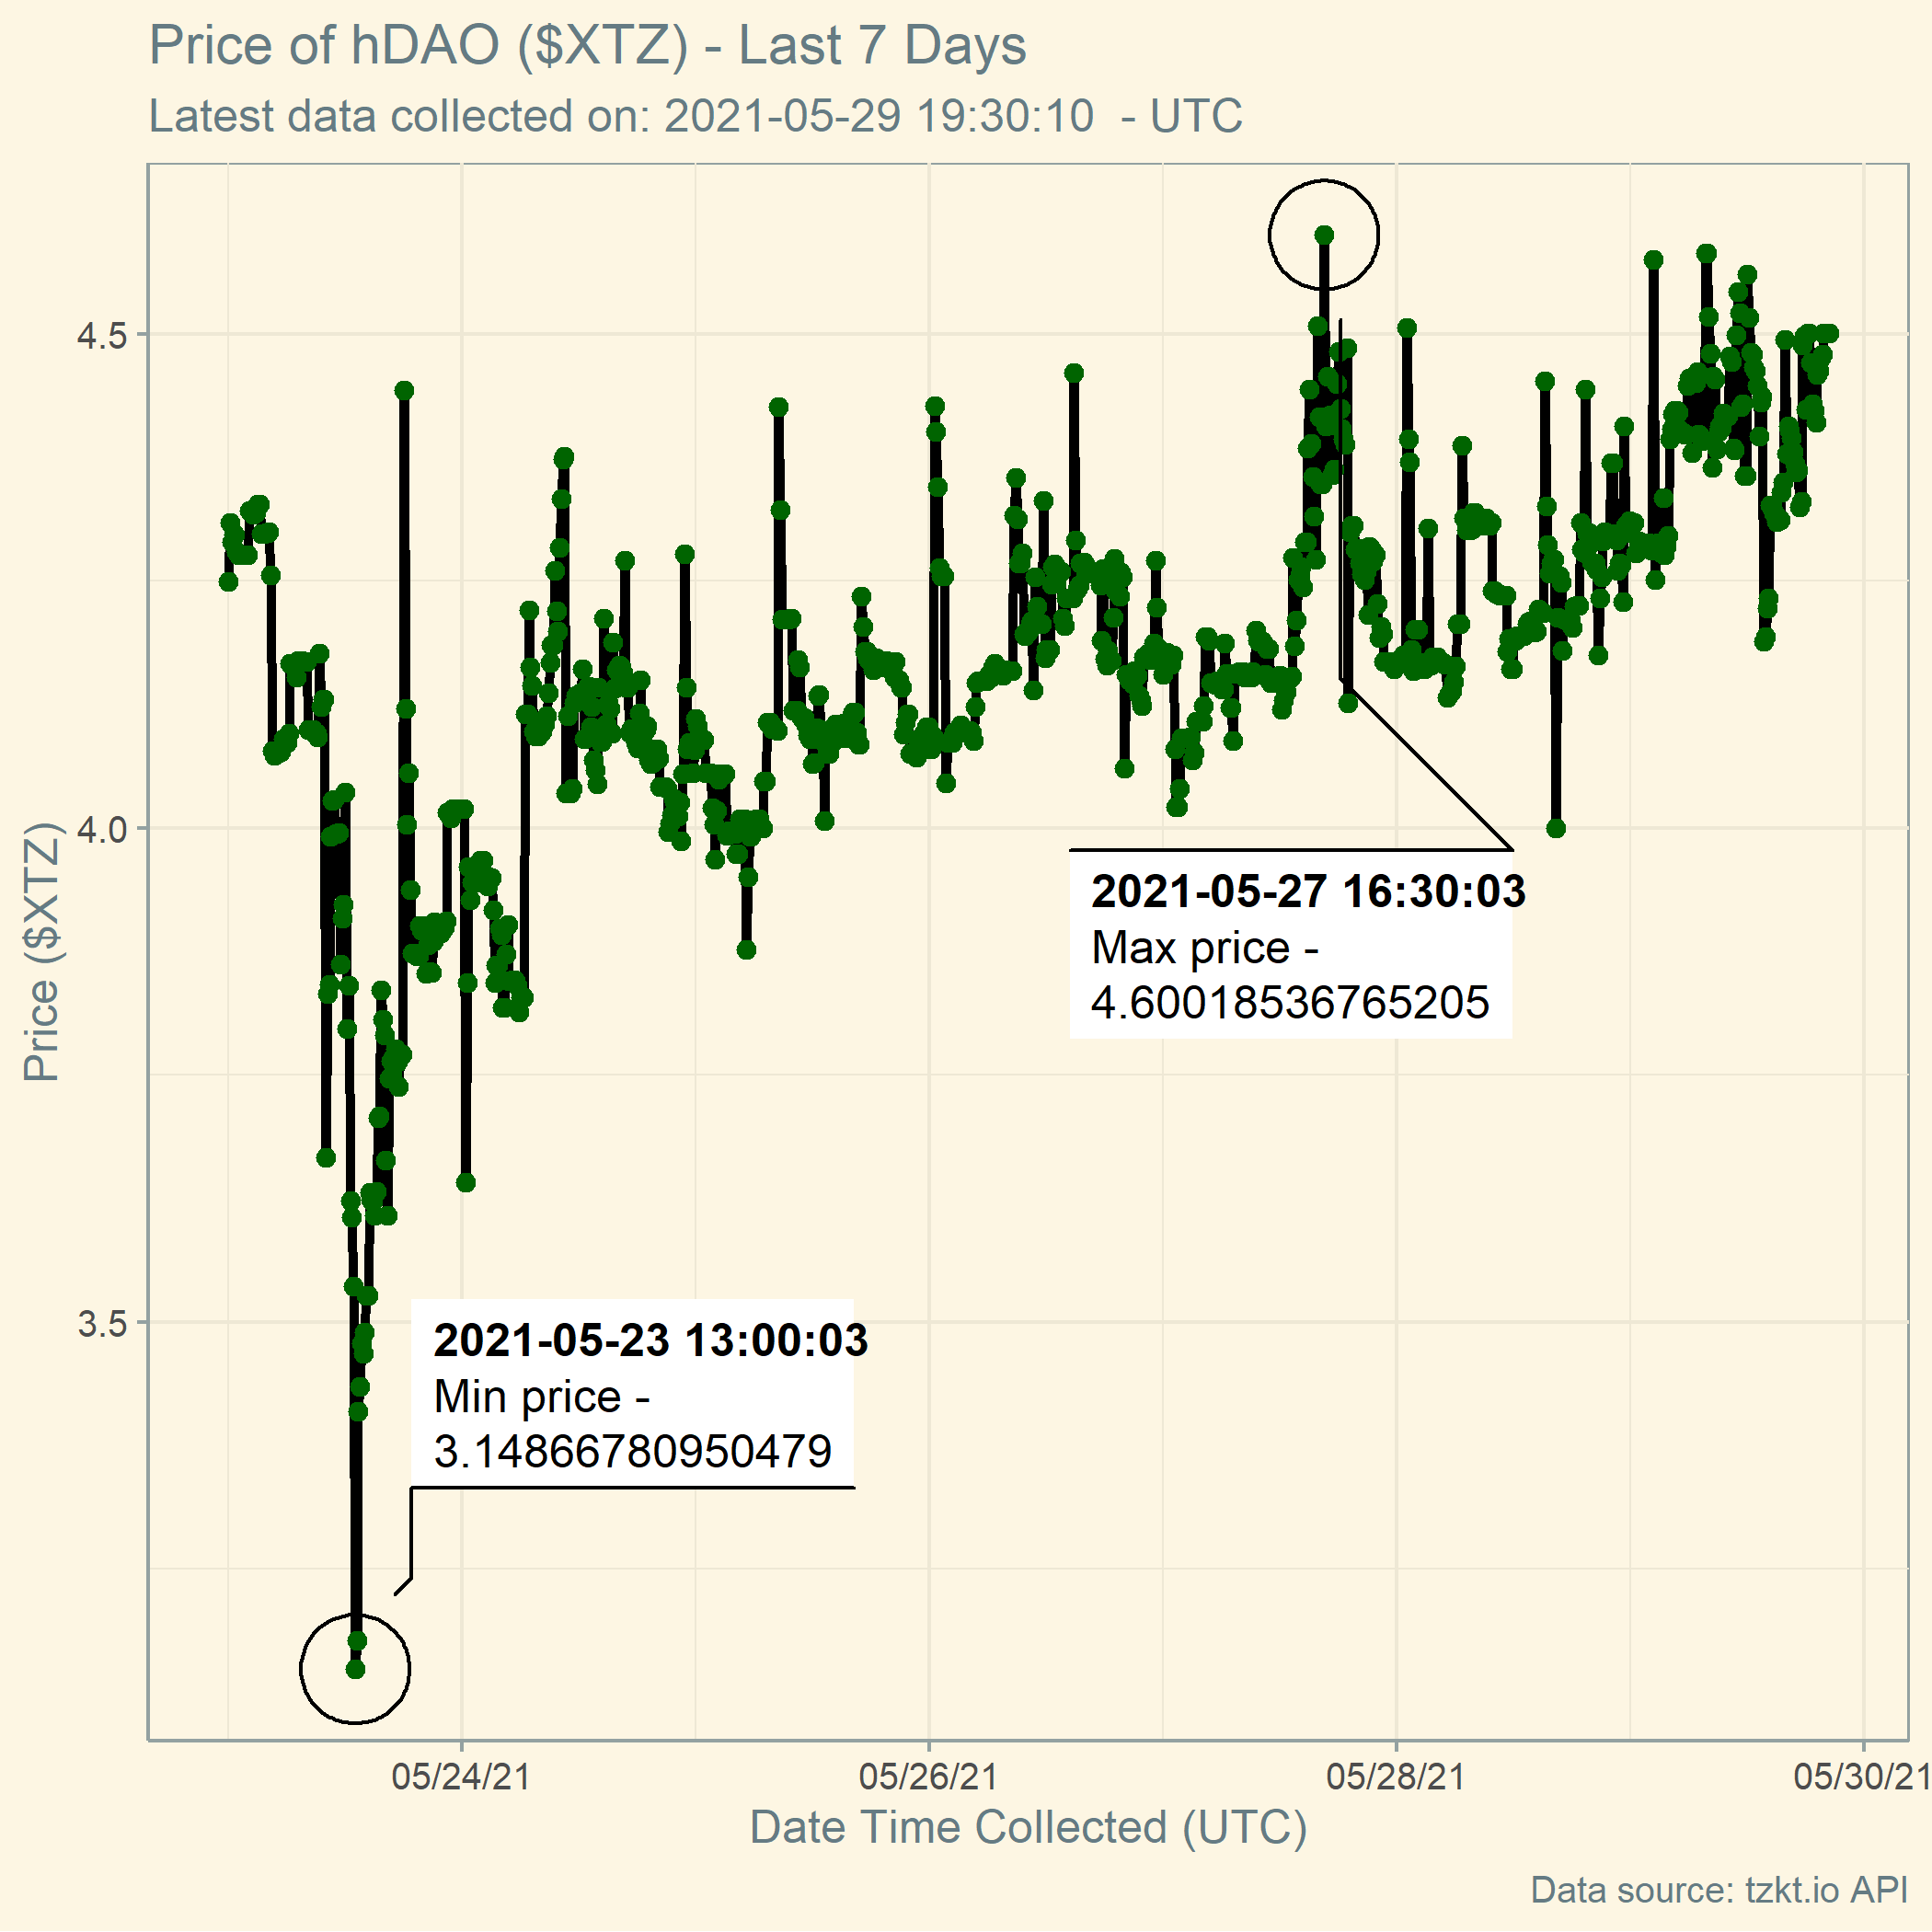 Price of hDAO ($XTZ) - Last 7 Days
Latest data collected on: 2021-05-29 19:30:10  - UTC
Price ($XTZ)
4.5
4.0
3.5
2021-05-27 16:30:03
Max price -
4.60018536765205
2021-05-23 13:00:03
Min price -
3.14866780950479
05/24/21
05/26/21
05/28/21
05/30/21
Date Time Collected (UTC)
Data source: tzkt.io API